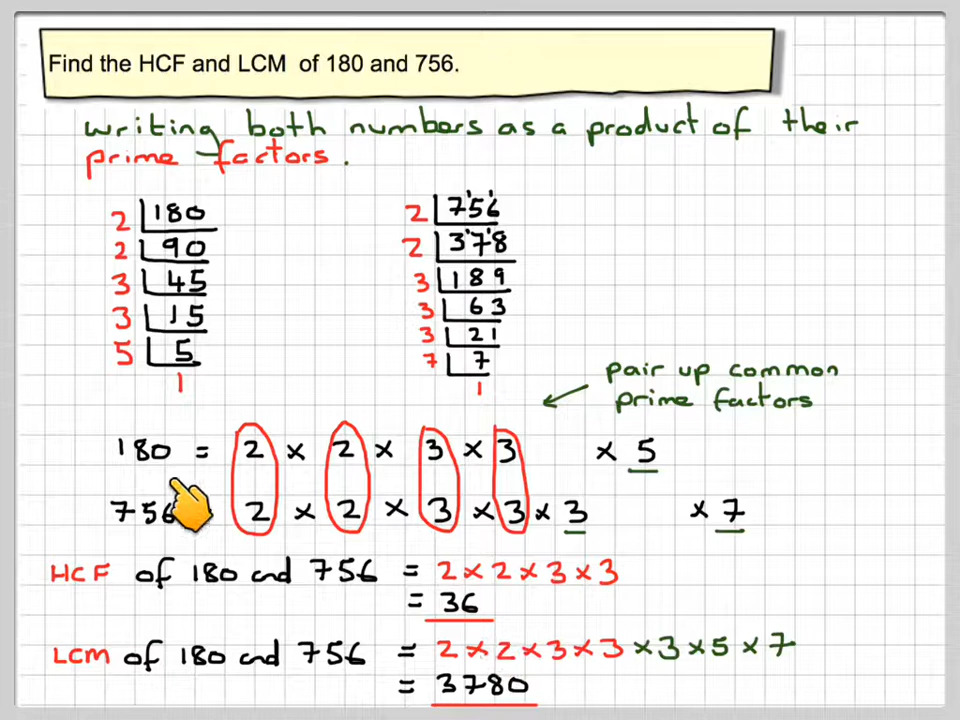 Find the HCF and LCM of 180 and 756.
writing both numbers as a product of their
prime factors.
2 180
2 90
3 45
3 15
5 5
1
2 756
2 378
3 189
3 63
3 21
7 7
1
pair up common
prime factors
180 = 2 × 2 × 3 × 3 × 5
756 2 × 2 × 3 × 3 × 3 × 7
HCF of 180 and 756 = 2 × 2 × 3 × 3
= 36
LCM of 180 and 756 = 2 × 2 × 3 × 3 × 3 × 5 × 7
= 3780